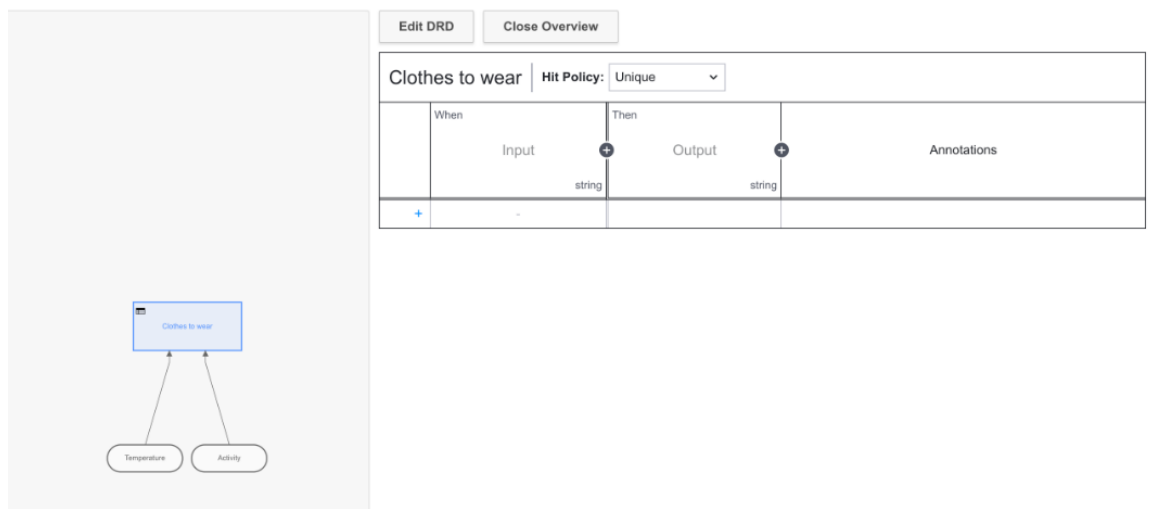 Edit DRD Close Overview
Clothes to wear Hit Policy: Unique
When Then
Input Output Annotations
string string
+ -
Clothes to wear
Temperature Activity